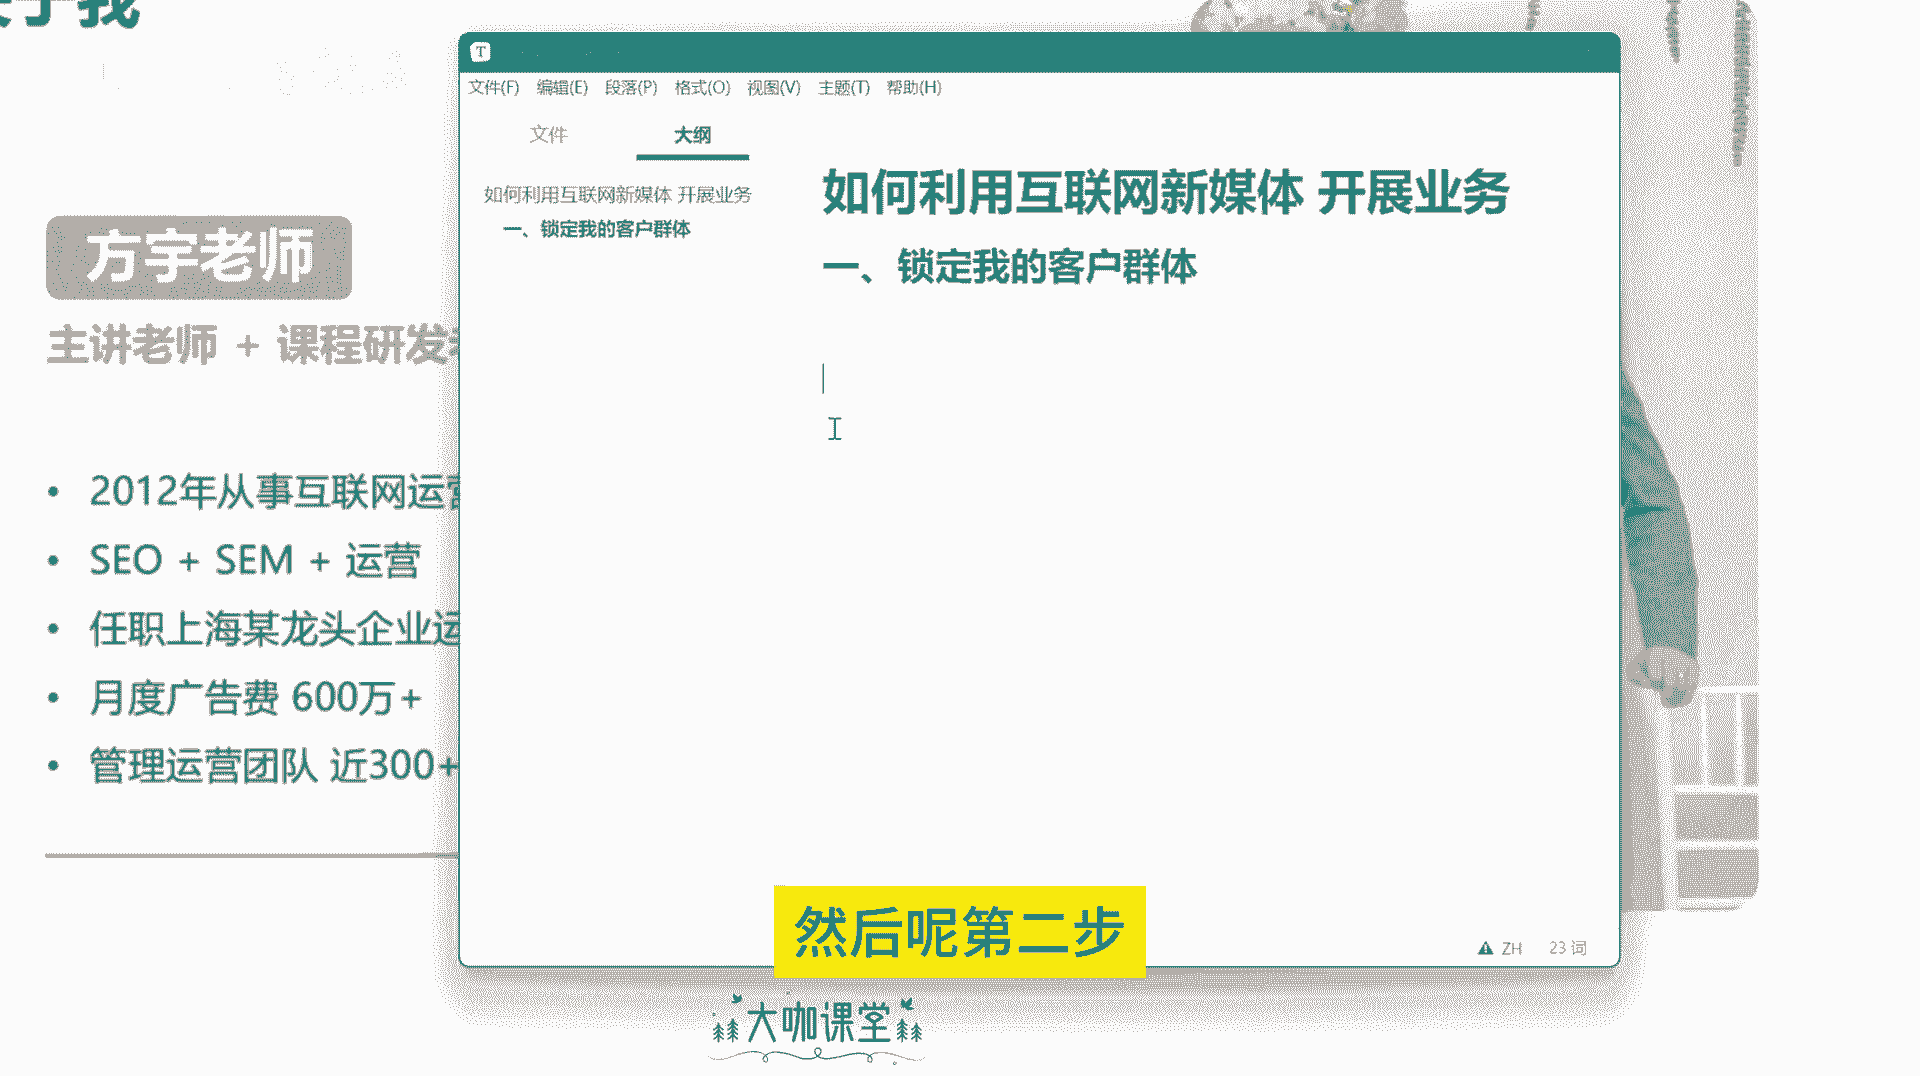 方宇老师
主讲老师 + 课程研发
2012年从事互联网运营
SEO + SEM + 运营
任职上海某龙头企业运
月度广告费 600万+
管理运营团队 近300+
T
文件(F) 编辑(E) 段落(P) 格式(O) 视图(V) 主题(T) 帮助(H)
文件 大纲
如何利用互联网新媒体 开展业务
一、锁定我的客户群体
如何利用互联网新媒体 开展业务
一、锁定我的客户群体
ZH 23 词
然后呢第二步
大咖课堂